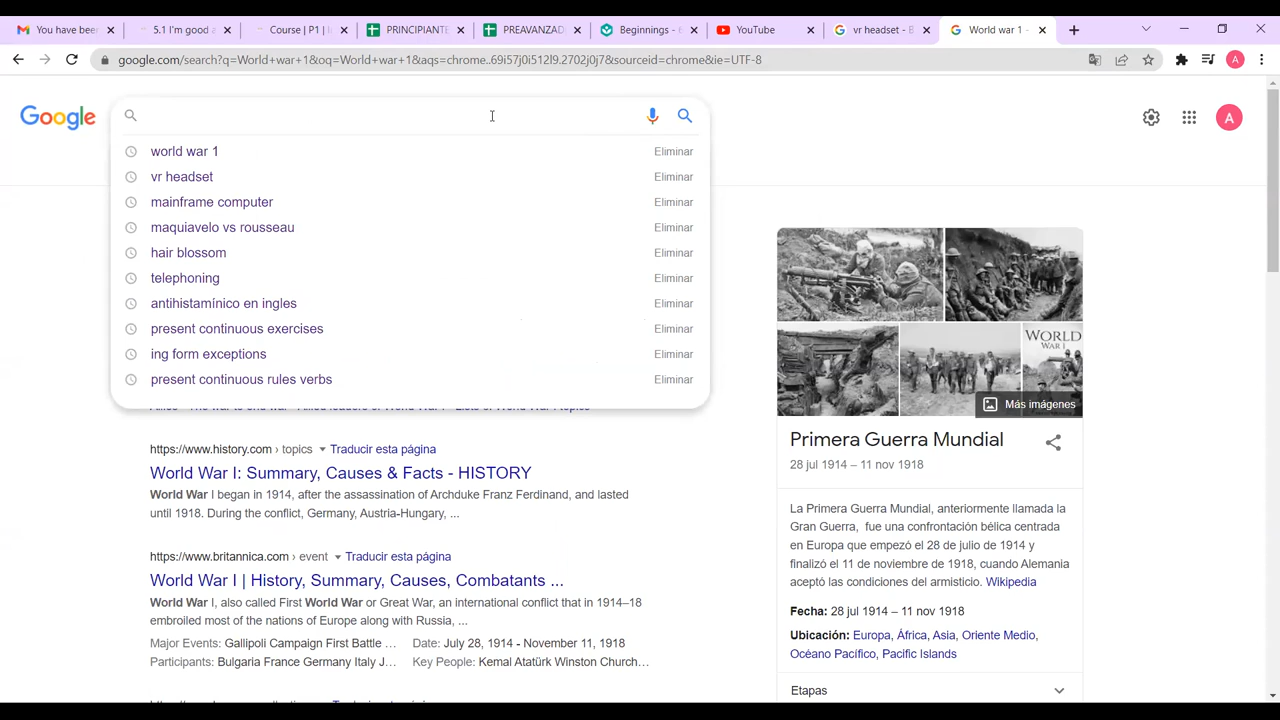 You have been
5.1 I'm good a
Course | P1 | I
PRINCIPIANTE
PREAVANZAD
Beginnings - 6
YouTube
vr headset - B
World war 1 -
google.com/search?q=World+war+1&oq=World+war+1&aqs=chrome..69i57j0i512l9.2702j0j7&sourceid=chrome&ie=UTF-8
A
Google
A
world war 1 Eliminar
vr headset Eliminar
mainframe computer Eliminar
maquiavelo vs rousseau Eliminar
hair blossom Eliminar
telephoning Eliminar
antihistamínico en ingles Eliminar
present continuous exercises Eliminar
ing form exceptions Eliminar
present continuous rules verbs Eliminar
https://www.history.com › topics Traducir esta página
World War I: Summary, Causes & Facts - HISTORY
World War I began in 1914, after the assassination of Archduke Franz Ferdinand, and lasted
until 1918. During the conflict, Germany, Austria-Hungary, ...
https://www.britannica.com › event Traducir esta página
World War I | History, Summary, Causes, Combatants ...
World War I, also called First World War or Great War, an international conflict that in 1914–18
embroiled most of the nations of Europe along with Russia, ...
Major Events: Gallipoli Campaign First Battle … Date: July 28, 1914 - November 11, 1918
Participants: Bulgaria France Germany Italy J… Key People: Kemal Atatürk Winston Church…
WORLD
WAR I
Más imágenes
Primera Guerra Mundial
28 jul 1914 – 11 nov 1918
La Primera Guerra Mundial, anteriormente llamada la
Gran Guerra, fue una confrontación bélica centrada
en Europa que empezó el 28 de julio de 1914 y
finalizó el 11 de noviembre de 1918, cuando Alemania
aceptó las condiciones del armisticio. Wikipedia
Fecha: 28 jul 1914 – 11 nov 1918
Ubicación: Europa, África, Asia, Oriente Medio,
Océano Pacífico, Pacific Islands
Etapas